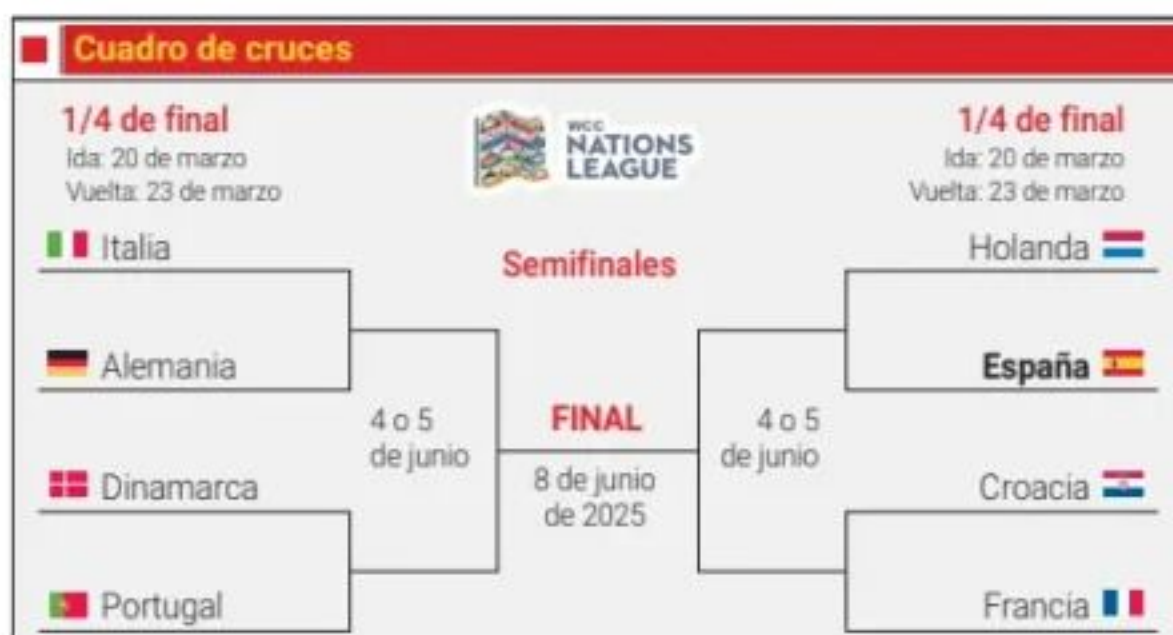 Cuadro de cruces
1/4 de final
Ida: 20 de marzo
Vuelta: 23 de marzo
WCG
NATIONS
LEAGUE
1/4 de final
Ida: 20 de marzo
Vuelta: 23 de marzo
Italia
Alemania
Dinamarca
Portugal
Semifinales
4 o 5
de junio
FINAL
8 de junio
de 2025
4 o 5
de junio
Holanda
España
Croacia
Francia